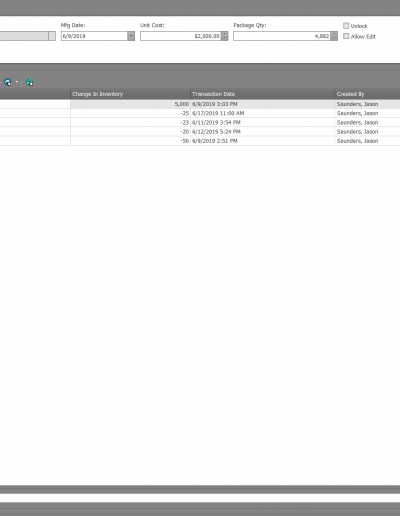 Mfg Date: Unit Cost: Package Qty: Unlock
6/9/2019 $2,000.00 4,882 Allow Edit
Change In Inventory Transaction Date Created By
5,000 6/9/2019 3:03 PM Saunders, Jason
-25 6/17/2019 11:00 AM Saunders, Jason
-23 6/11/2019 3:54 PM Saunders, Jason
-20 6/12/2019 5:24 PM Saunders, Jason
-50 6/9/2019 2:51 PM Saunders, Jason